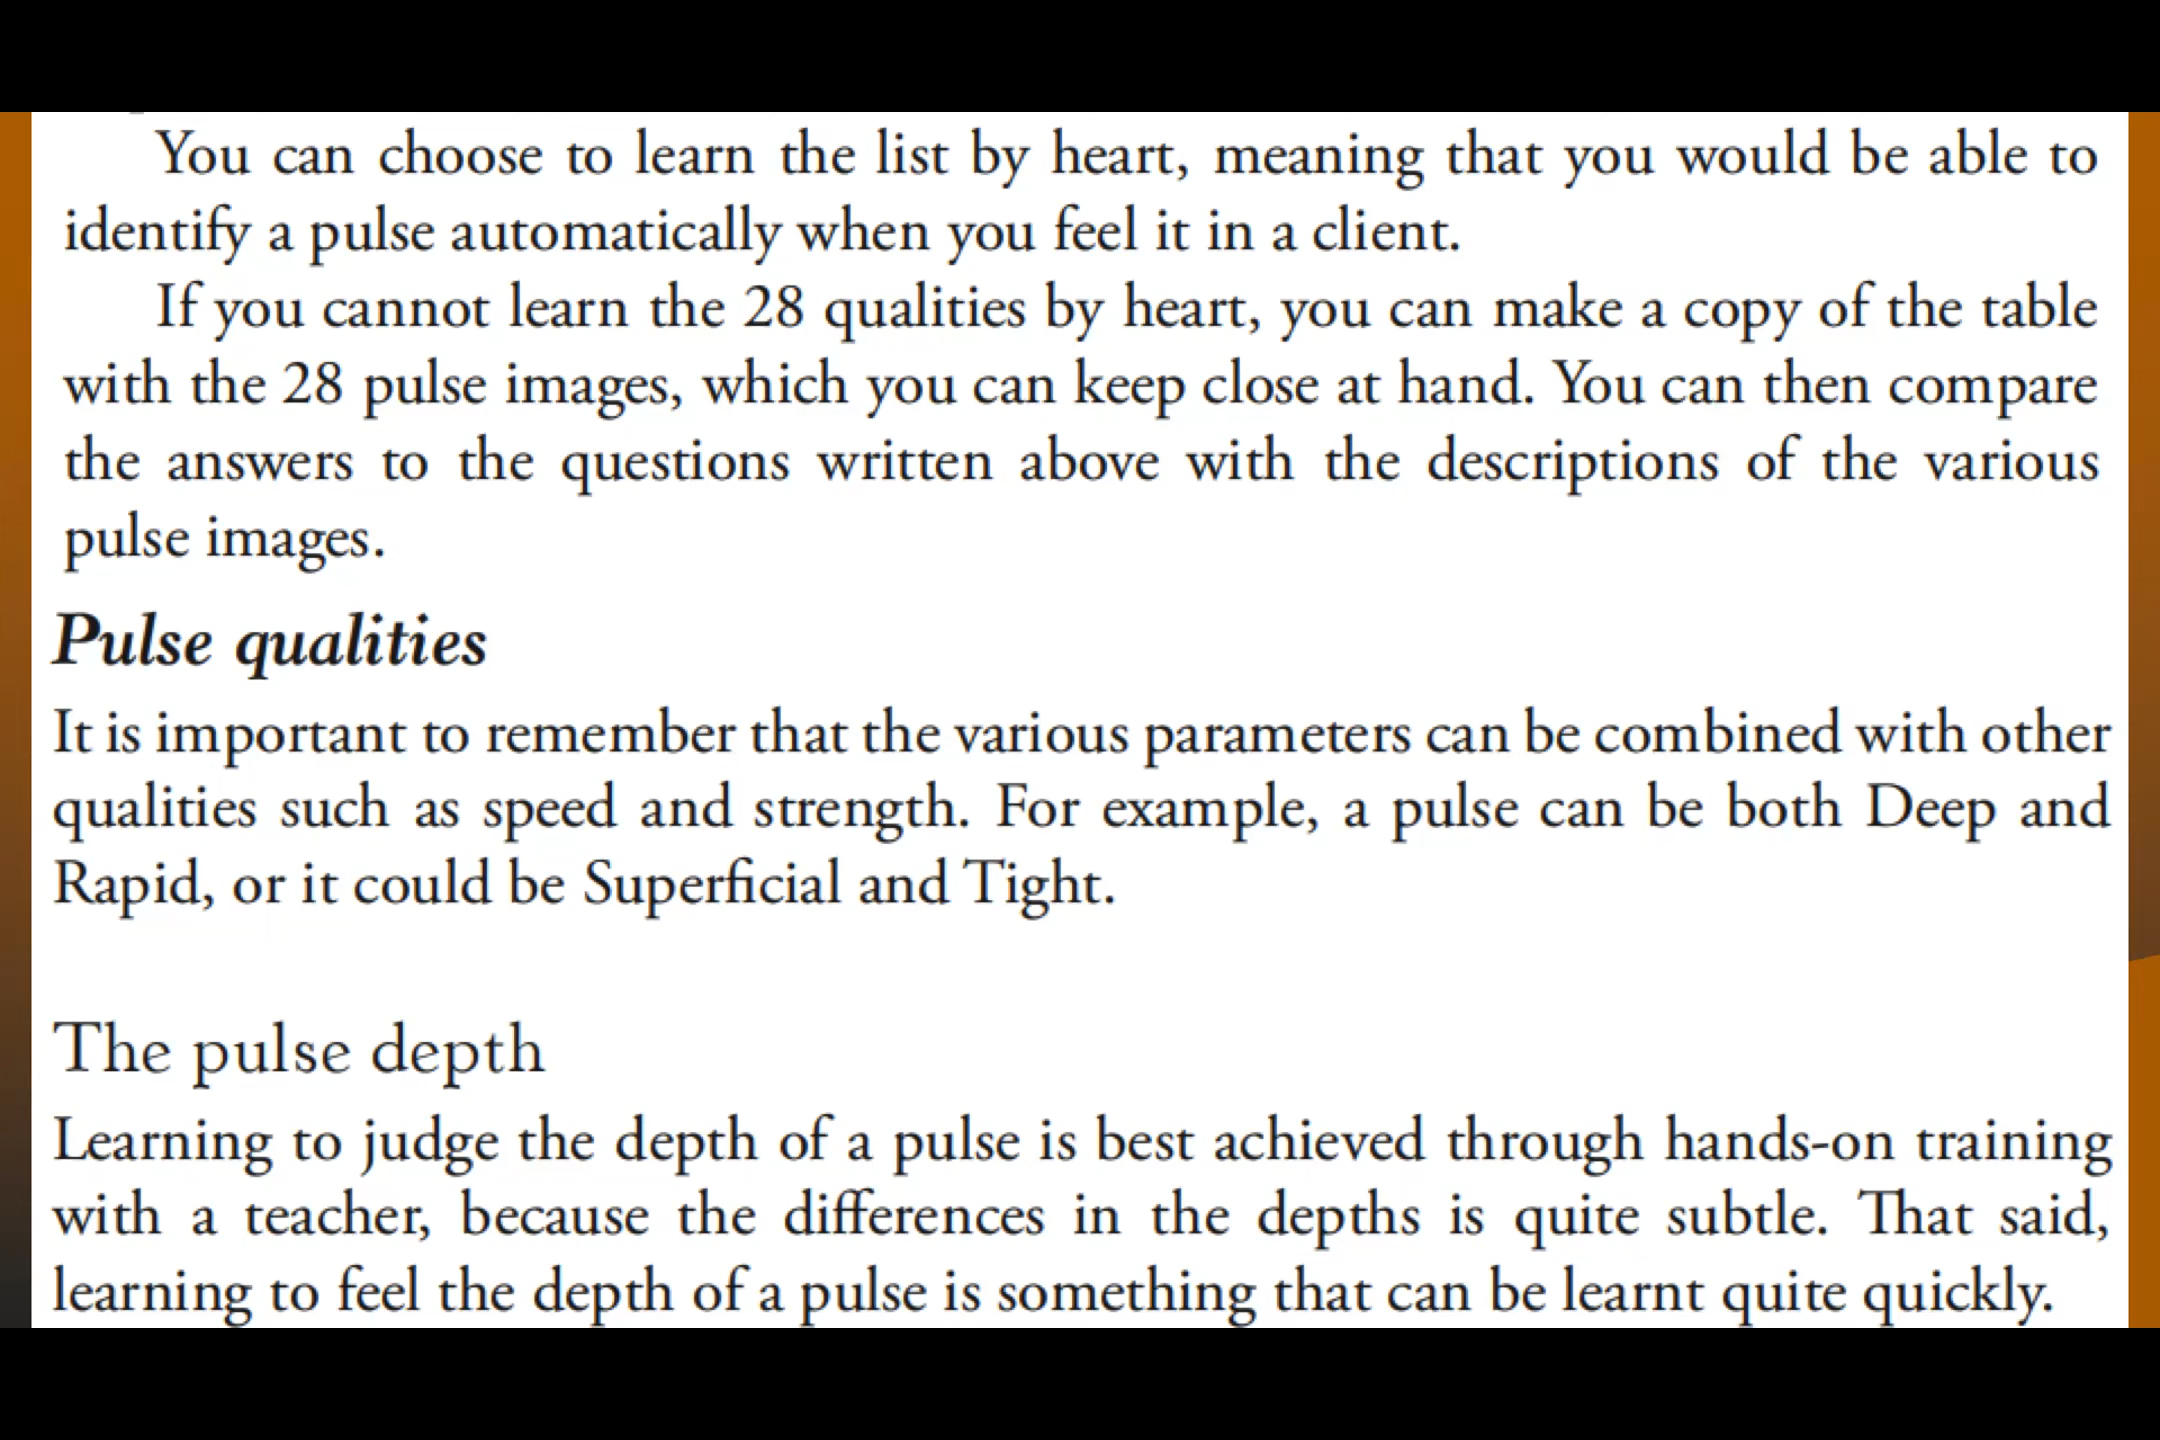 You can choose to learn the list by heart, meaning that you would be able to
identify a pulse automatically when you feel it in a client.
If you cannot learn the 28 qualities by heart, you can make a copy of the table
with the 28 pulse images, which you can keep close at hand. You can then compare
the answers to the questions written above with the descriptions of the various
pulse images.
Pulse qualities
It is important to remember that the various parameters can be combined with other
qualities such as speed and strength. For example, a pulse can be both Deep and
Rapid, or it could be Superficial and Tight.
The pulse depth
Learning to judge the depth of a pulse is best achieved through hands-on training
with a teacher, because the differences in the depths is quite subtle. That said,
learning to feel the depth of a pulse is something that can be learnt quite quickly.